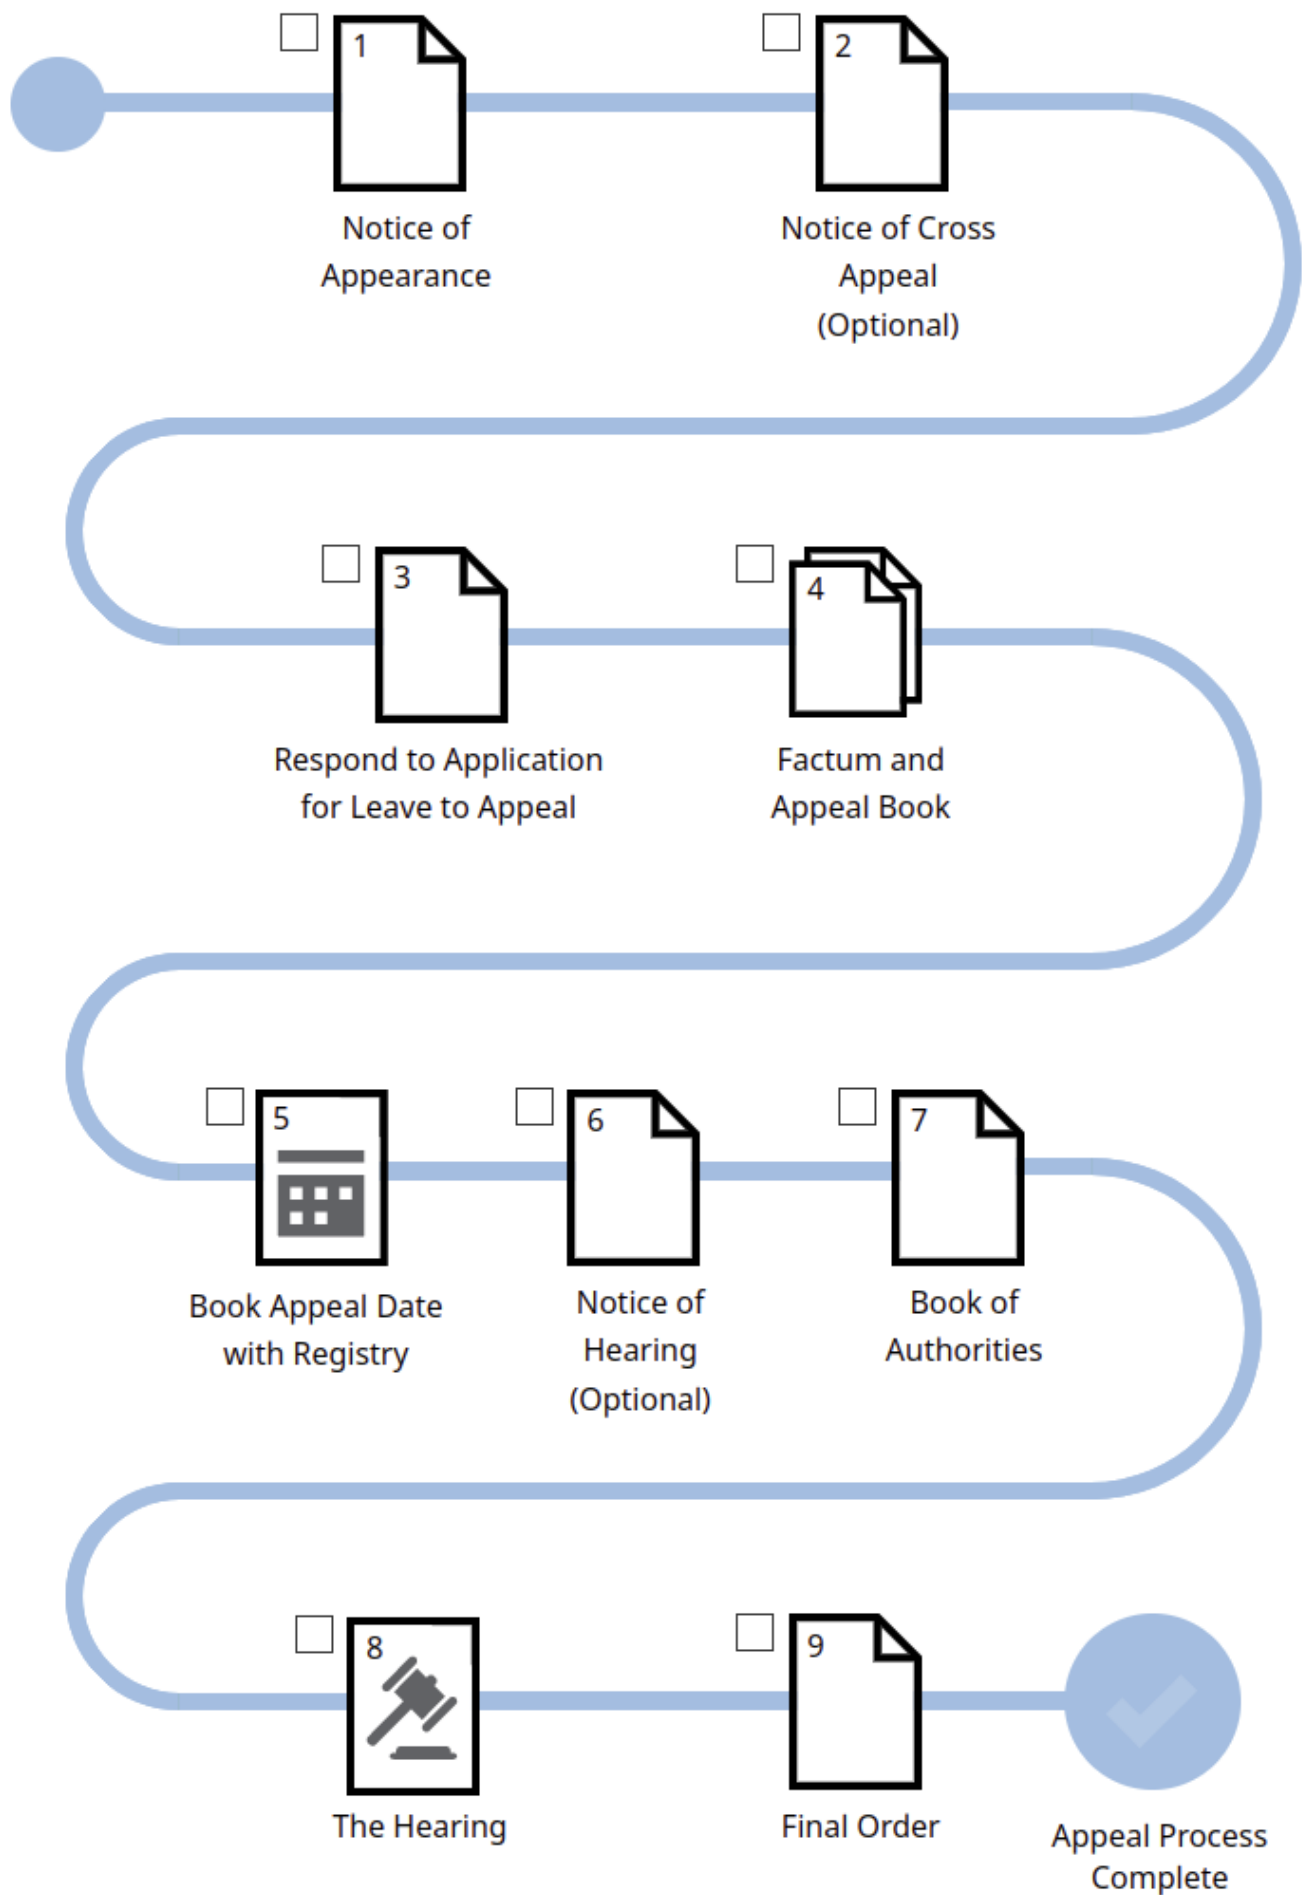 1
Notice of
Appearance
2
Notice of Cross
Appeal
(Optional)
3
Respond to Application
for Leave to Appeal
4
Factum and
Appeal Book
5
Book Appeal Date
with Registry
6
Notice of
Hearing
(Optional)
7
Book of
Authorities
8
The Hearing
9
Final Order
Appeal Process
Complete